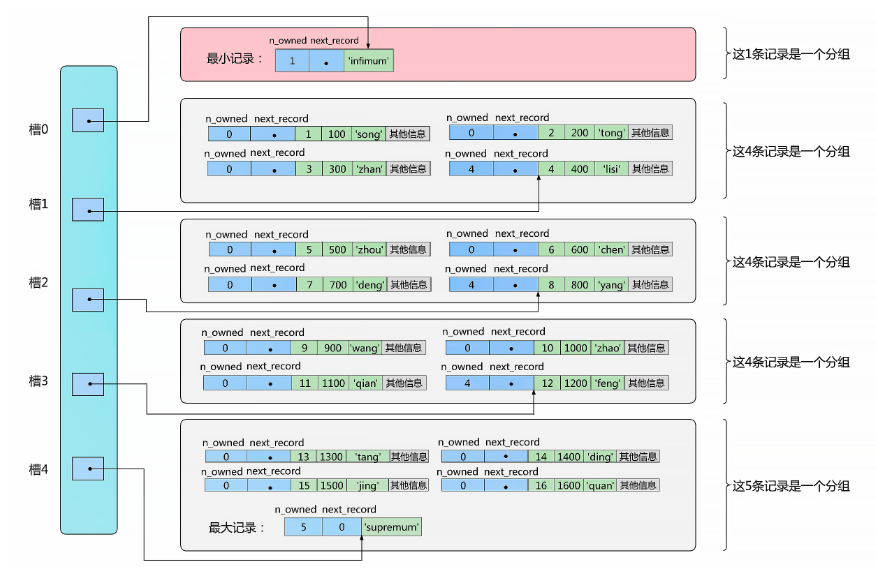 n_owned next_record
最小记录： 1 'infimum'
这1条记录是一个分组
槽0
n_owned next_record n_owned next_record
0 1 100 'song' 其他信息 0 2 200 'tong' 其他信息
n_owned next_record n_owned next_record
0 3 300 'zhan' 其他信息 4 4 400 'lisi' 其他信息
这4条记录是一个分组
槽1
n_owned next_record n_owned next_record
0 5 500 'zhou' 其他信息 0 6 600 'chen' 其他信息
n_owned next_record n_owned next_record
0 7 700 'deng' 其他信息 4 8 800 'yang' 其他信息
这4条记录是一个分组
槽2
n_owned next_record n_owned next_record
0 9 900 'wang' 其他信息 0 10 1000 'zhao' 其他信息
n_owned next_record n_owned next_record
0 11 1100 'qian' 其他信息 4 12 1200 'feng' 其他信息
这4条记录是一个分组
槽3
n_owned next_record n_owned next_record
0 13 1300 'tang' 其他信息 0 14 1400 'ding' 其他信息
n_owned next_record n_owned next_record
0 15 1500 'jing' 其他信息 0 16 1600 'quan' 其他信息
槽4
这5条记录是一个分组
n_owned next_record
最大记录： 5 0 'supremum'